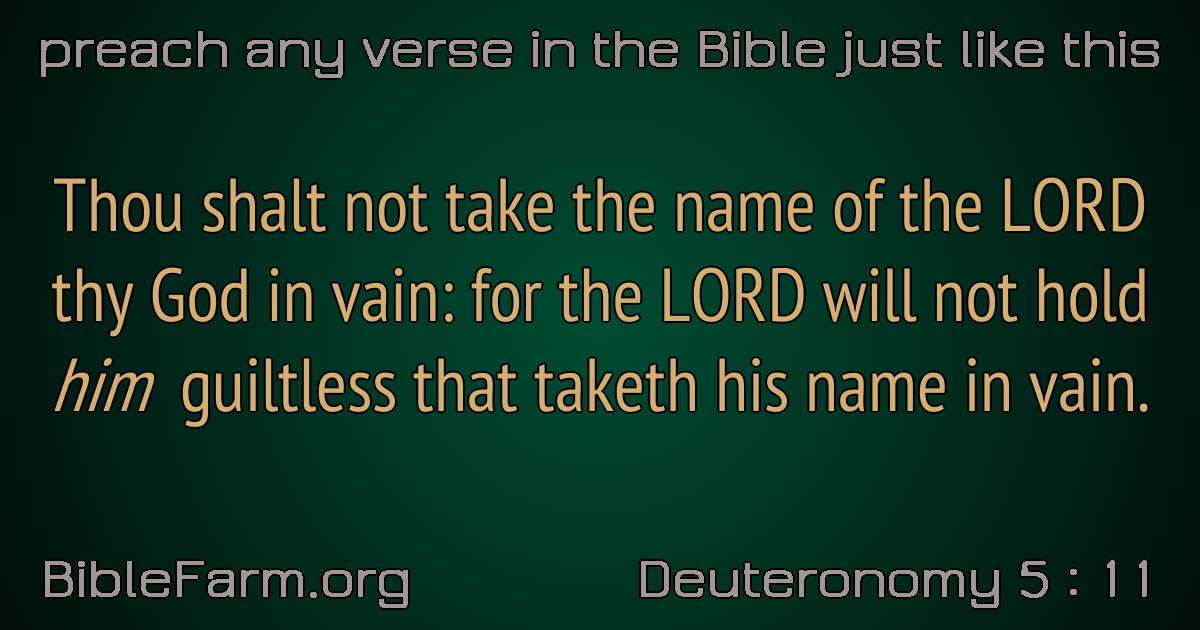 preach any verse in the Bible just like this
Thou shalt not take the name of the LORD
thy God in vain: for the LORD will not hold
him guiltless that taketh his name in vain.
BibleFarm.org
Deuteronomy 5 : 11